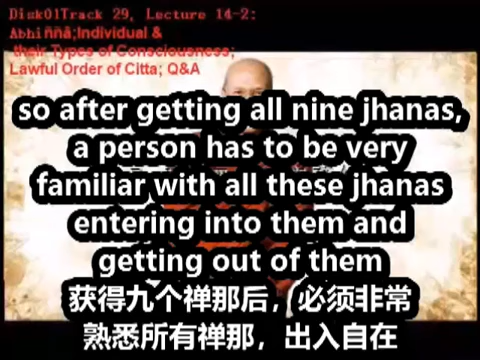 Disk01Track 29, Lecture 14-2:
Abhiññā;Individual &
their Types of Consciousness;
Lawful Order of Citta; Q&A
so after getting all nine jhanas,
a person has to be very
familiar with all these jhanas
entering into them and
getting out of them
获得九个禅那后，必须非常
熟悉所有禅那，出入自在